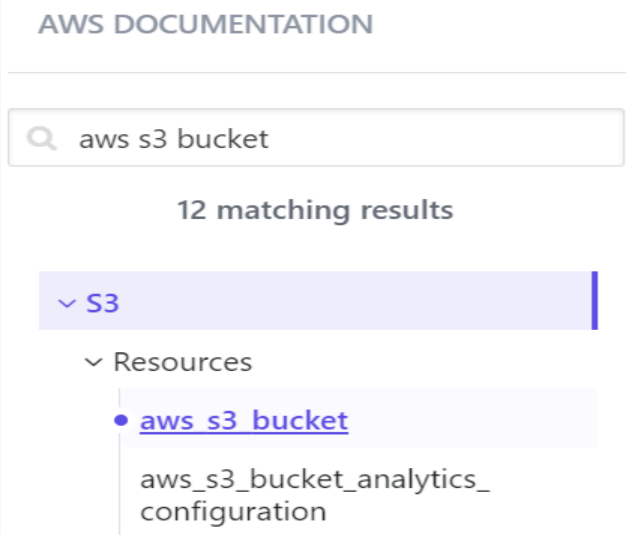 AWS DOCUMENTATION
aws s3 bucket
12 matching results
S3
Resources
aws_s3_bucket
aws_s3_bucket_analytics_
configuration